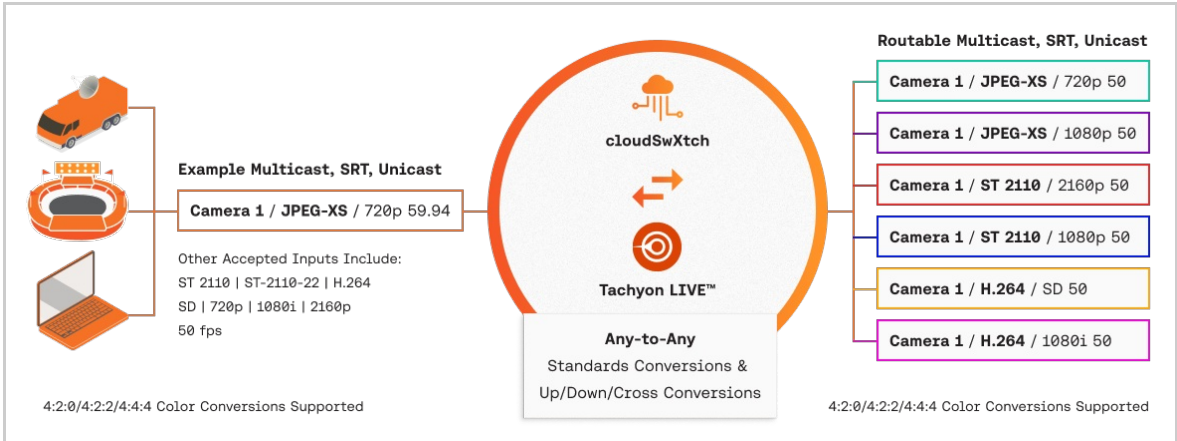 Example Multicast, SRT, Unicast
Camera 1 / JPEG-XS / 720p 59.94
Other Accepted Inputs Include:
ST 2110 | ST-2110-22 | H.264
SD | 720p | 1080i | 2160p
50 fps
4:2:0/4:2:2/4:4:4 Color Conversions Supported
cloudSwXtch
Tachyon LIVE™
Any-to-Any
Standards Conversions &
Up/Down/Cross Conversions
Routable Multicast, SRT, Unicast
Camera 1 / JPEG-XS / 720p 50
Camera 1 / JPEG-XS / 1080p 50
Camera 1 / ST 2110 / 2160p 50
Camera 1 / ST 2110 / 1080p 50
Camera 1 / H.264 / SD 50
Camera 1 / H.264 / 1080i 50
4:2:0/4:2:2/4:4:4 Color Conversions Supported